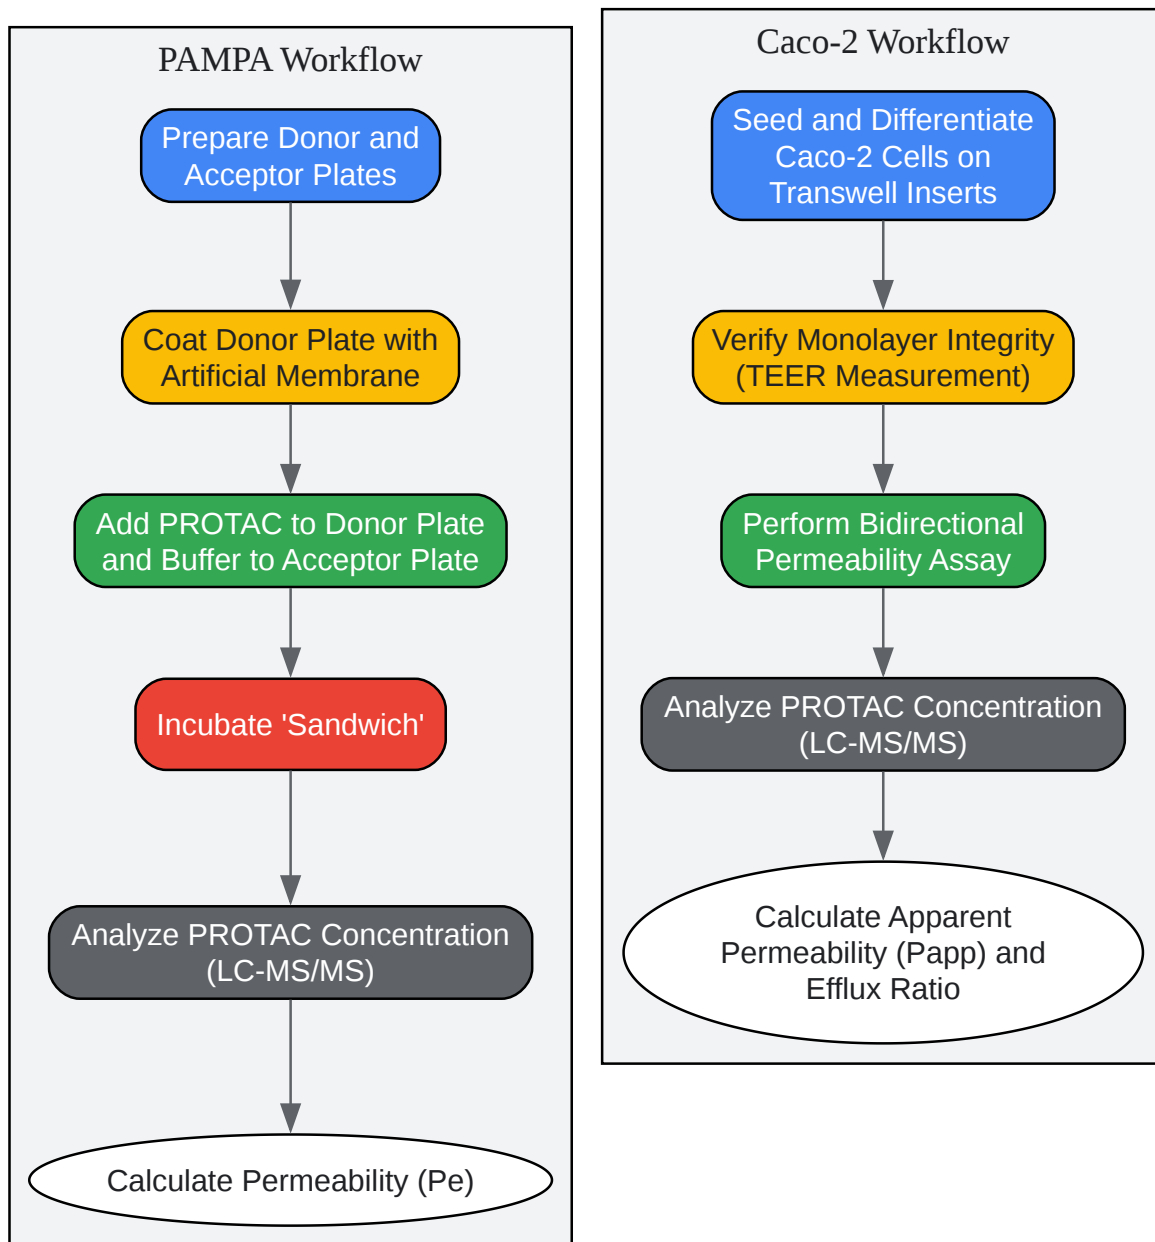 PAMPA Workflow
Prepare Donor and
Acceptor Plates
Coat Donor Plate with
Artificial Membrane
Add PROTAC to Donor Plate
and Buffer to Acceptor Plate
Incubate 'Sandwich'
Analyze PROTAC Concentration
(LC-MS/MS)
Calculate Permeability (Pe)
Caco-2 Workflow
Seed and Differentiate
Caco-2 Cells on
Transwell Inserts
Verify Monolayer Integrity
(TEER Measurement)
Perform Bidirectional
Permeability Assay
Analyze PROTAC Concentration
(LC-MS/MS)
Calculate Apparent
Permeability (Papp) and
Efflux Ratio